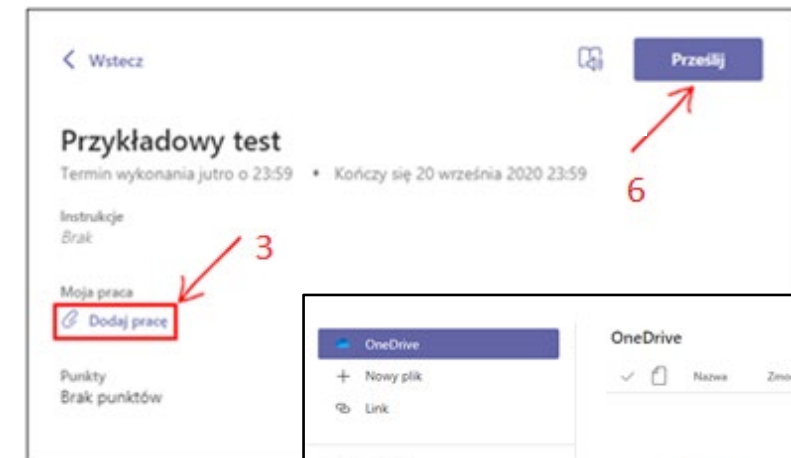 Wstecz
Prześlij
Przykładowy test
Termin wykonania jutro o 23:59 • Kończy się 20 września 2020 23:59
6
Instrukcje
Brak
3
Moja praca
Dodaj pracę
Punkty
Brak punktów
OneDrive
+ Nowy plik
Link
OneDrive
Nazwa